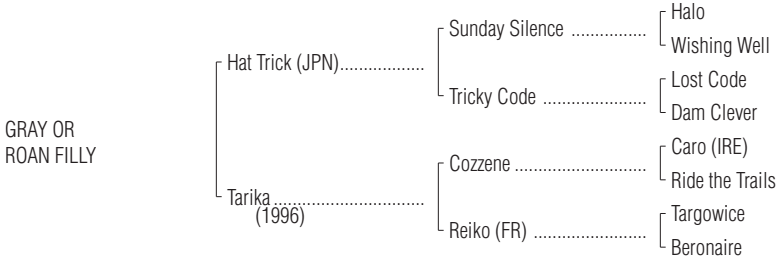 GRAY OR
ROAN FILLY
Hat Trick (JPN)..................
Tarika ................................
(1996)
Sunday Silence ................
Tricky Code ......................
Cozzene ............................
Reiko (FR) ........................
Halo
Wishing Well
Lost Code
Dam Clever
Caro (IRE)
Ride the Trails
Targowice
Beronaire